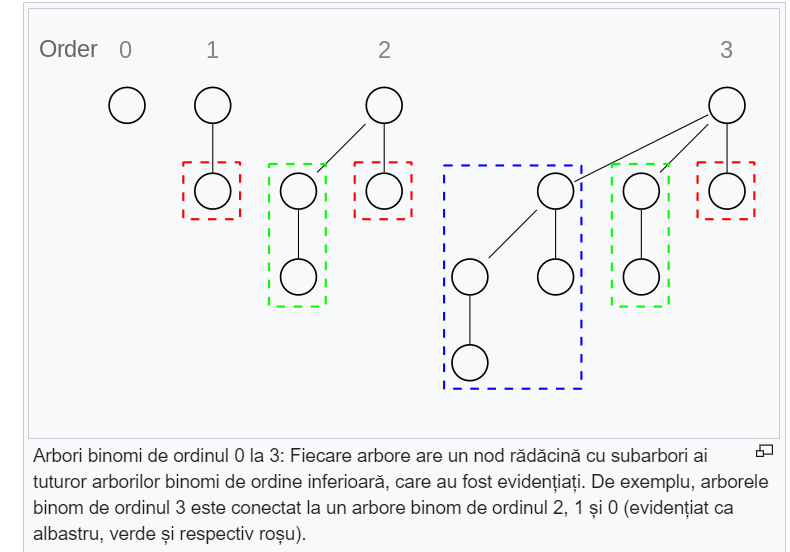 Order 0 1 2 3
Arbori binomi de ordinul 0 la 3: Fiecare arbore are un nod rădăcină cu subarbori ai
tuturor arborilor binomi de ordine inferioară, care au fost evidențiați. De exemplu, arborele
binom de ordinul 3 este conectat la un arbore binom de ordinul 2, 1 și 0 (evidențiat ca
albastru, verde și respectiv roșu).